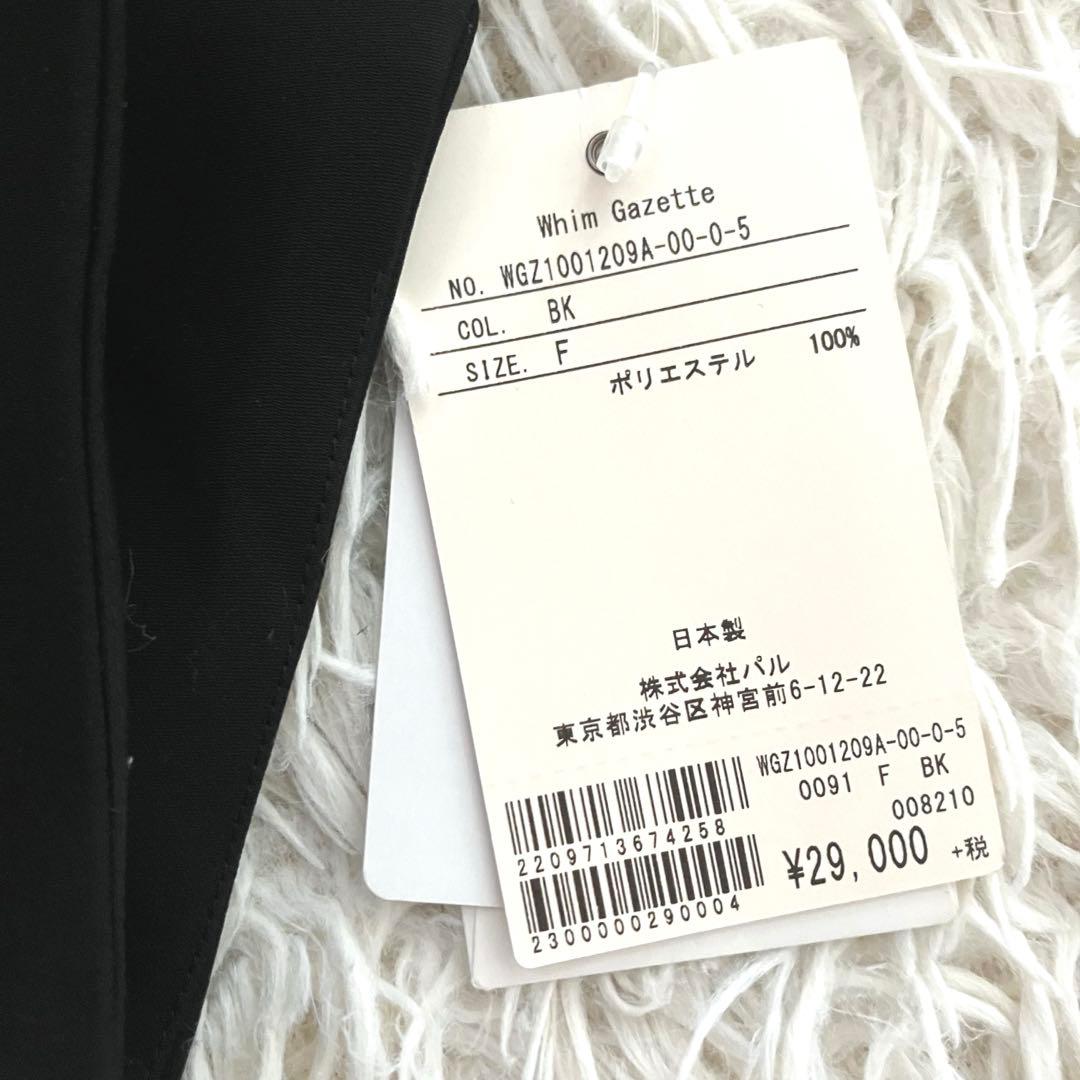 Whim Gazette
NO. WGZ1001209A-00-0-5
COL. BK
SIZE. F
ポリエステル 100%
日本製
株式会社パル
東京都渋谷区神宮前6-12-22
WGZ1001209A-00-0-5
0091 F BK
008210
2209713674258
¥29,000 +税
2300000290004